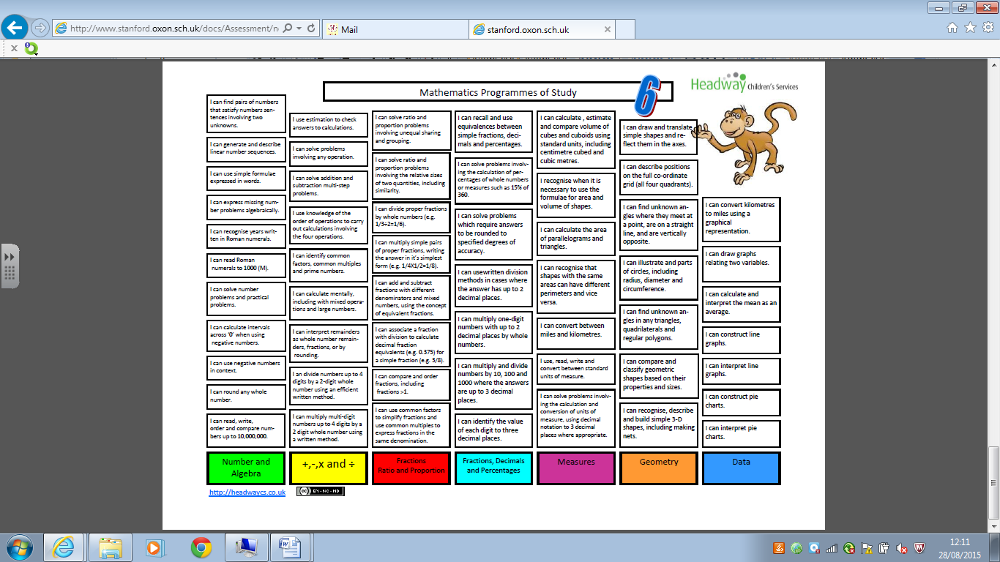 http://www.stanford.oxon.sch.uk/docs/Assessment/n
Mail
stanford.oxon.sch.uk
Mathematics Programmes of Study
6
Headway Children's Services
I can find pairs of numbers
that satisfy numbers sen-
tences involving two
unknowns.
I can generate and describe
linear number sequences.
I can use simple formulae
expressed in words.
I can express missing num-
ber problems algebraically.
I can recognise years writ-
ten in Roman numerals.
I can read Roman
numerals to 1000 (M).
I can solve number
problems and practical
problems.
I can calculate intervals
across '0' when using
negative numbers.
I can use negative numbers
in context.
I can round any whole
number.
I can read, write,
order and compare num-
bers up to 10,000,000.
Number and
Algebra
I use estimation to check
answers to calculations.
I can solve problems
involving any operation.
I can solve addition and
subtraction multi-step
problems.
I use knowledge of the
order of operations to carry
out calculations involving
the four operations.
I can identify common
factors, common multiples
and prime numbers.
I can calculate mentally,
including with mixed opera-
tions and large numbers.
I can interpret remainders
as whole number remain-
ders, fractions, or by
rounding.
I an divide numbers up to 4
digits by a 2-digit whole
number using an efficient
written method.
I can multiply multi-digit
numbers up to 4 digits by a
2 digit whole number using
a written method.
+,-,x and ÷
I can solve ratio and
proportion problems
involving unequal sharing
and grouping.
I can solve ratio and
proportion problems
involving the relative sizes
of two quantities, including
similarity.
I can divide proper fractions
by whole numbers (e.g.
1/3÷2=1/6).
I can multiply simple pairs
of proper fractions, writing
the answer in it's simplest
form (e.g. 1/4X1/2=1/8).
I can add and subtract
fractions with different
denominators and mixed
numbers, using the concept
of equivalent fractions.
I can associate a fraction
with division to calculate
decimal fraction
equivalents (e.g. 0.375) for
a simple fraction (e.g. 3/8).
I can compare and order
fractions, including
fractions >1.
I can use common factors
to simplify fractions and
use common multiples to
express fractions in the
same denomination.
Fractions
Ratio and Proportion
I can recall and use
equivalences between
simple fractions, deci-
mals and percentages.
I can solve problems involv-
ing the calculation of per-
centages of whole numbers
or measures such as 15% of
360.
I can solve problems
which require answers
to be rounded to
specified degrees of
accuracy.
I can usewritten division
methods in cases where
the answer has up to 2
decimal places.
I can multiply one-digit
numbers with up to 2
decimal places by whole
numbers.
I can multiply and divide
numbers by 10, 100 and
1000 where the answers
are up to 3 decimal
places.
I can identify the value
of each digit to three
decimal places.
Fractions, Decimals
and Percentages
I can calculate , estimate
and compare volume of
cubes and cuboids using
standard units, including
centimetre cubed and
cubic metres.
I recognise when it is
necessary to use the
formulae for area and
volume of shapes.
I can calculate the area
of parallelograms and
triangles.
I can recognise that
shapes with the same
areas can have different
perimeters and vice
versa.
I can convert between
miles and kilometres.
I use, read, write and
convert between standard
units of measure.
I can solve problems involv-
ing the calculation and
conversion of units of
measure, using decimal
notation to 3 decimal
places where appropriate.
Measures
I can draw and translate
simple shapes and re-
flect them in the axes.
I can describe positions
on the full co-ordinate
grid (all four quadrants).
I can find unknown an-
gles where they meet at
a point, are on a straight
line, and are vertically
opposite.
I can illustrate and parts
of circles, including
radius, diameter and
circumference.
I can find unknown an-
gles in any triangles,
quadrilaterals and
regular polygons.
I can compare and
classify geometric
shapes based on their
properties and sizes.
I can recognise, describe
and build simple 3-D
shapes, including making
nets.
Geometry
I can convert kilometres
to miles using a
graphical
representation.
I can draw graphs
relating two variables.
I can calculate and
interpret the mean as an
average.
I can construct line
graphs.
I can interpret line
graphs.
I can construct pie
charts.
I can interpret pie
charts.
Data
http://headwaycs.co.uk
cc BY-NC-ND
12:11
28/08/2015